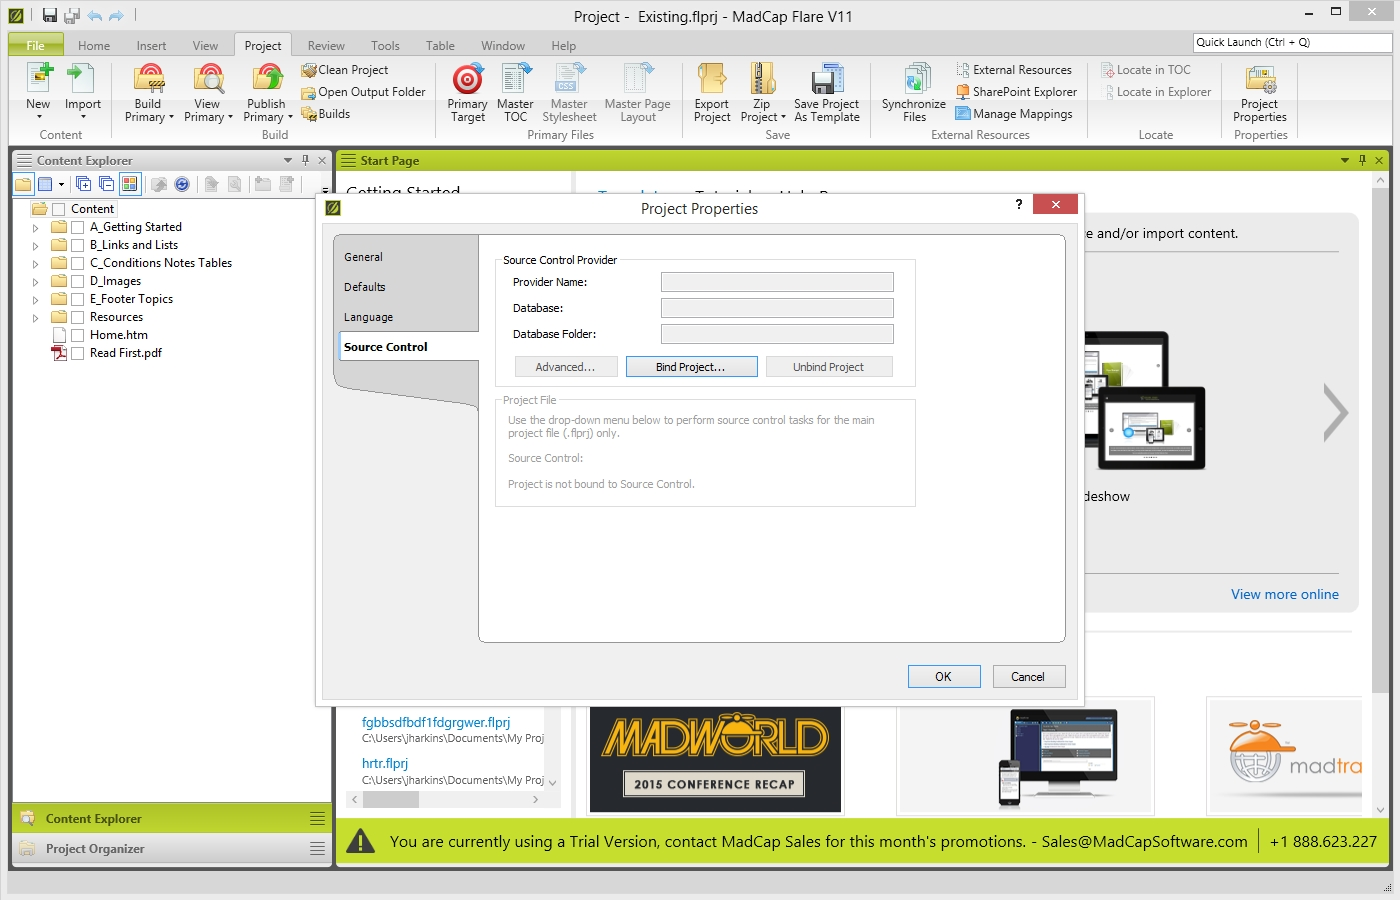 Project - Existing.flprj - MadCap Flare V11
File Home Insert View Project Review Tools Table Window Help
Quick Launch (Ctrl + Q)
New
Import
Content
Build Primary
View Primary
Publish Primary
Clean Project
Open Output Folder
Builds
Build
Primary Target
Master TOC
Master Stylesheet
Master Page Layout
Primary Files
Export Project
Zip Project
Save Project As Template
Save
Synchronize Files
External Resources
SharePoint Explorer
Manage Mappings
External Resources
Locate in TOC
Locate in Explorer
Locate
Project Properties
Properties
Content Explorer
Start Page
Content
A_Getting Started
B_Links and Lists
C_Conditions Notes Tables
D_Images
E_Footer Topics
Resources
Home.htm
Read First.pdf
Getting Started
Project Properties
?
General
Defaults
Language
Source Control
Source Control Provider
Provider Name:
Database:
Database Folder:
Advanced...
Bind Project...
Unbind Project
Project File
Use the drop-down menu below to perform source control tasks for the main
project file (.flprj) only.
Source Control:
Project is not bound to Source Control.
OK
Cancel
e and/or import content.
deshow
View more online
fgbbsdfbdf1fdgrgwer.flprj
C:\Users\jharkins\Documents\My Proj
hrtr.flprj
C:\Users\jharkins\Documents\My Proj
MADWORLD
2015 CONFERENCE RECAP
madtra
Content Explorer
Project Organizer
You are currently using a Trial Version, contact MadCap Sales for this month's promotions. - Sales@MadCapSoftware.com
+1 888.623.227